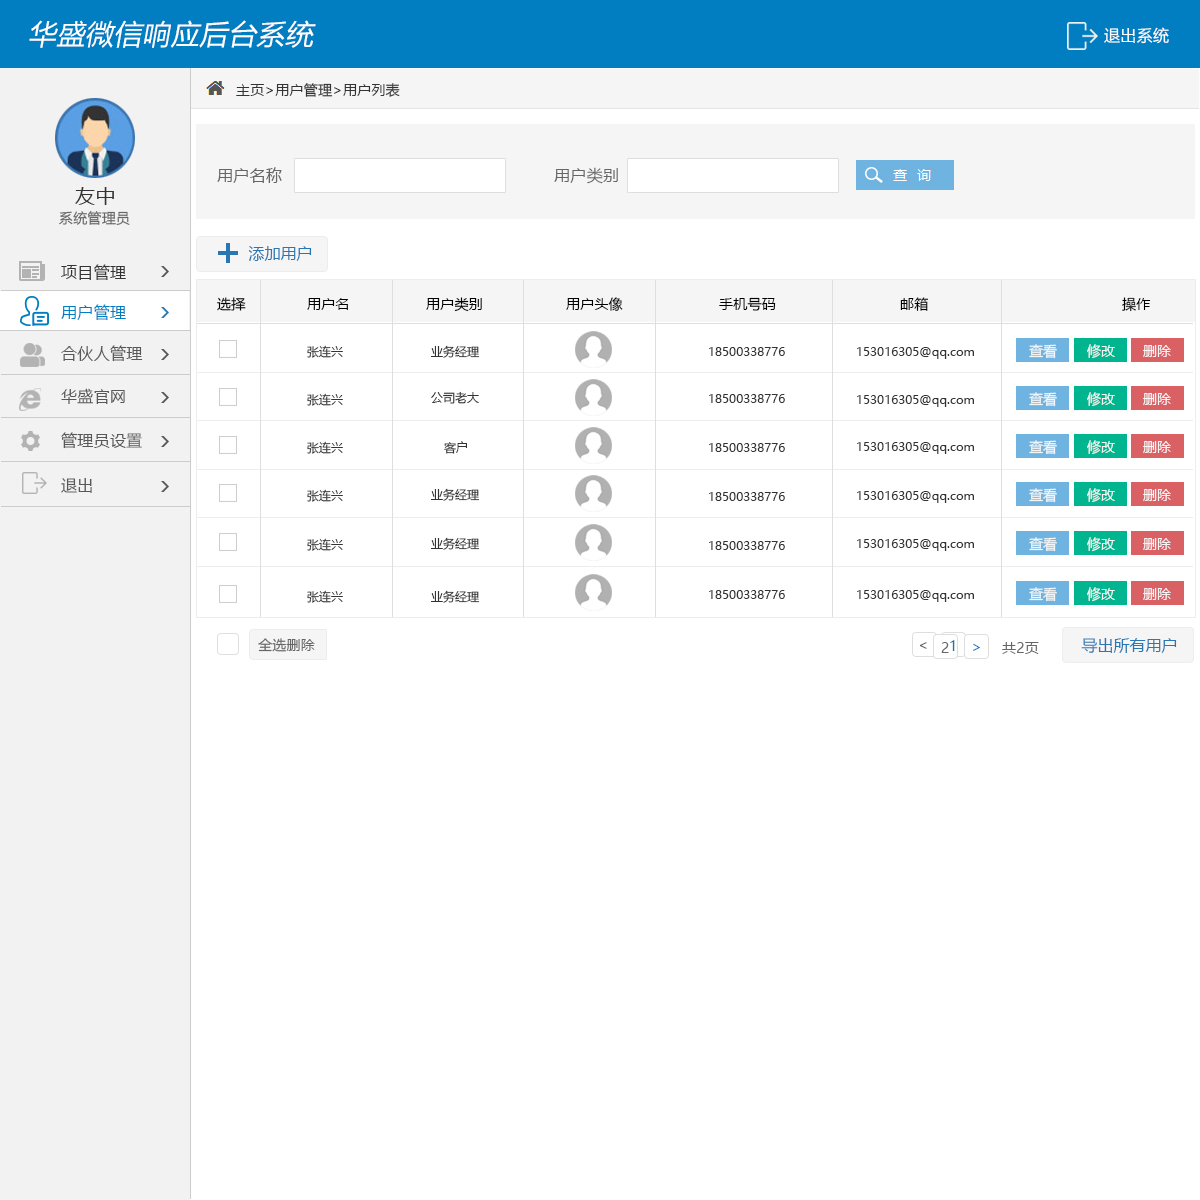 华盛微信响应后台系统
退出系统
主页>用户管理>用户列表
友中
系统管理员
项目管理
用户管理
合伙人管理
华盛官网
管理员设置
退出
用户名称
用户类别
查 询
添加用户
选择 用户名 用户类别 用户头像 手机号码 邮箱 操作
张连兴 业务经理 18500338776 153016305@qq.com 查看 修改 删除
张连兴 公司老大 18500338776 153016305@qq.com 查看 修改 删除
张连兴 客户 18500338776 153016305@qq.com 查看 修改 删除
张连兴 业务经理 18500338776 153016305@qq.com 查看 修改 删除
张连兴 业务经理 18500338776 153016305@qq.com 查看 修改 删除
张连兴 业务经理 18500338776 153016305@qq.com 查看 修改 删除
全选删除
< 2 1 > 共2页
导出所有用户